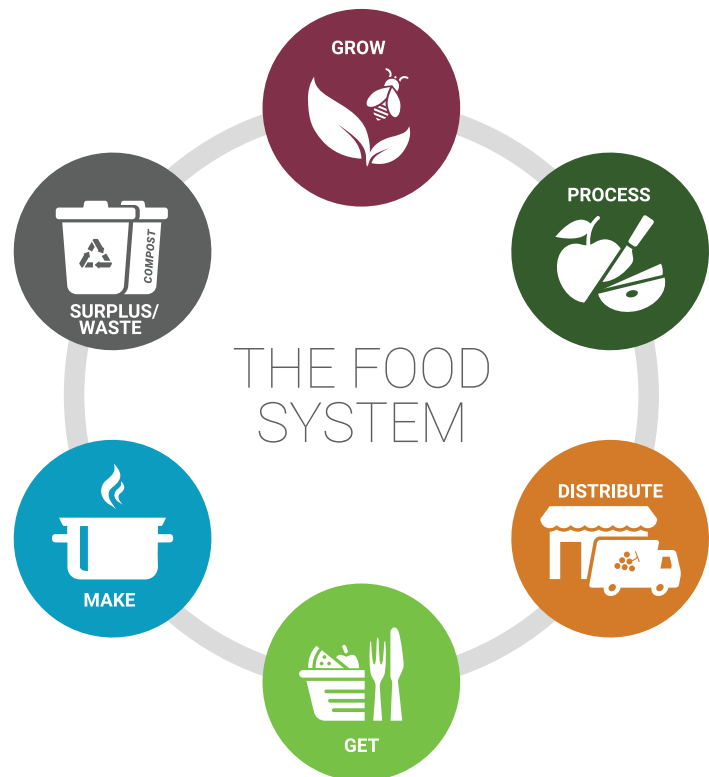 GROW
PROCESS
DISTRIBUTE
GET
MAKE
COMPOST
SURPLUS/
WASTE
THE FOOD
SYSTEM